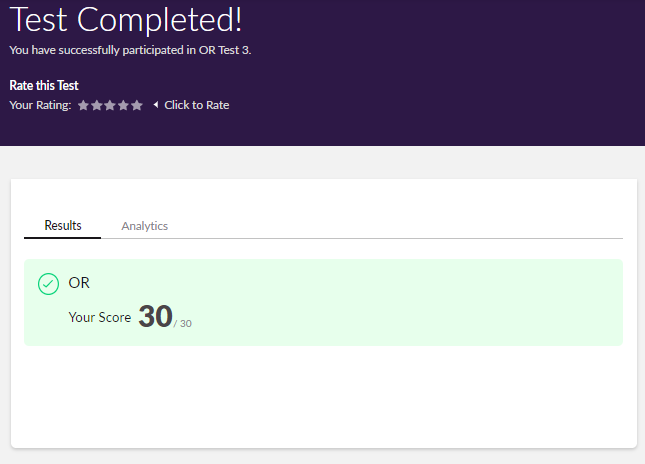 Test Completed!
You have successfully participated in OR Test 3.
Rate this Test
Your Rating: Click to Rate
Results Analytics
OR
Your Score 30 / 30